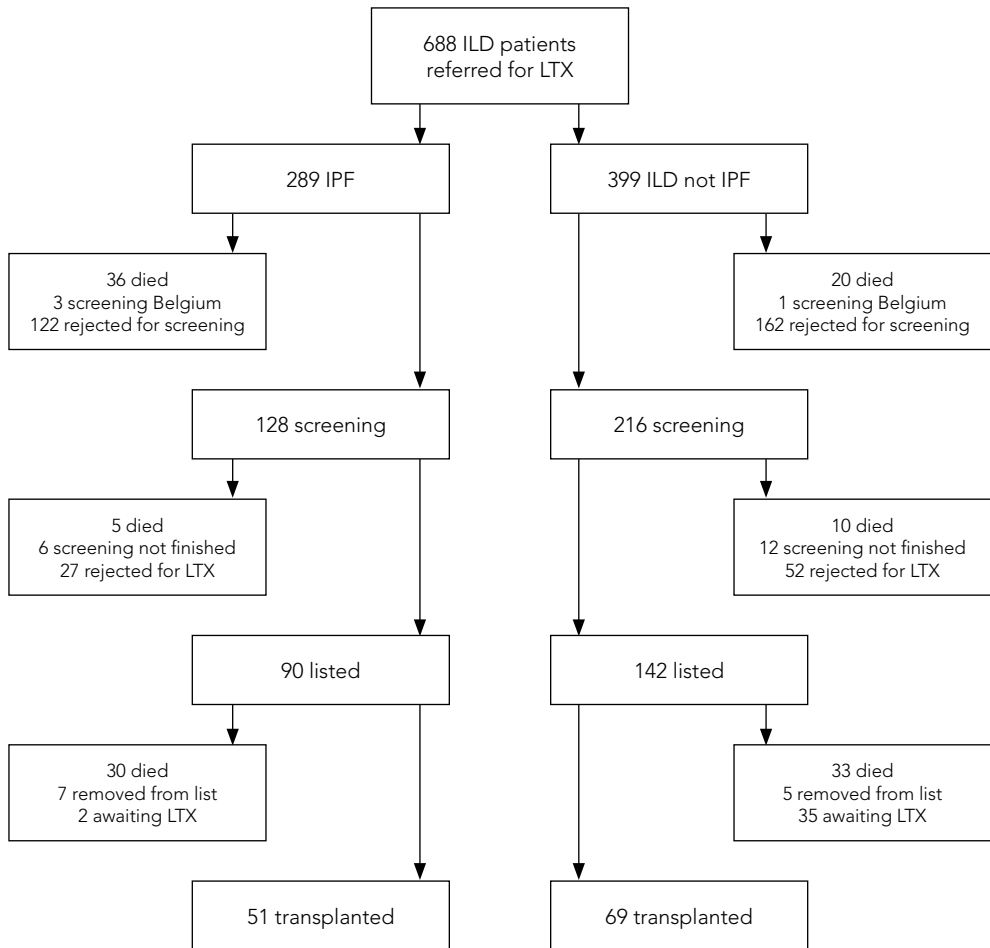 688 ILD patients
referred for LTX
289 IPF
399 ILD not IPF
36 died
3 screening Belgium
122 rejected for screening
20 died
1 screening Belgium
162 rejected for screening
128 screening
216 screening
5 died
6 screening not finished
27 rejected for LTX
10 died
12 screening not finished
52 rejected for LTX
90 listed
142 listed
30 died
7 removed from list
2 awaiting LTX
33 died
5 removed from list
35 awaiting LTX
51 transplanted
69 transplanted